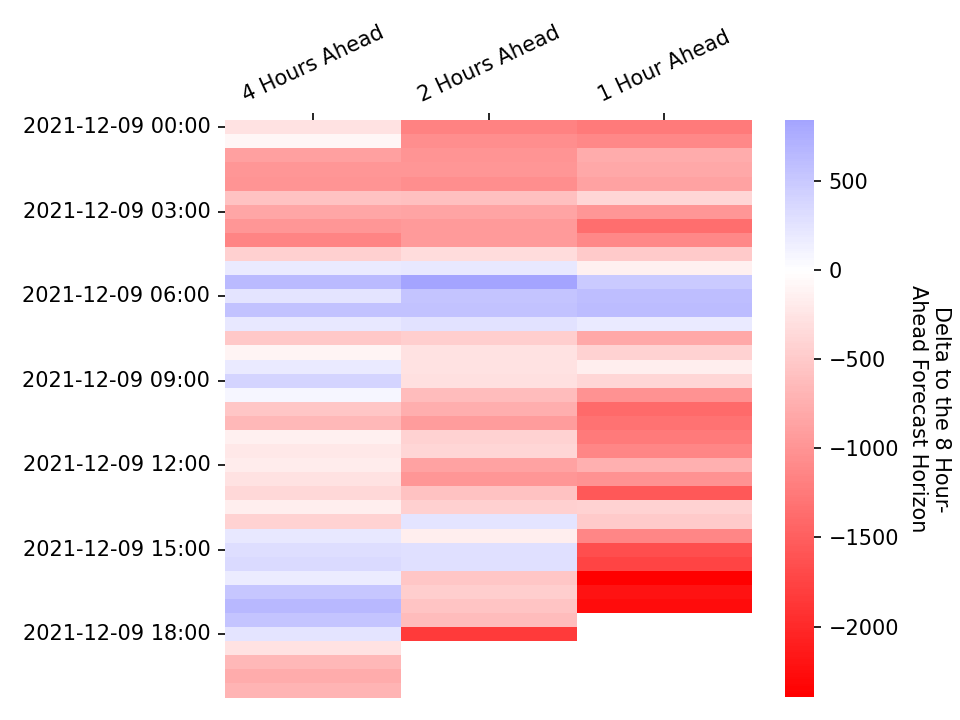 4 Hours Ahead
2 Hours Ahead
1 Hour Ahead
2021-12-09 00:00
2021-12-09 03:00
2021-12-09 06:00
2021-12-09 09:00
2021-12-09 12:00
2021-12-09 15:00
2021-12-09 18:00
500
0
−500
−1000
−1500
−2000
Delta to the 8 Hour-
Ahead Forecast Horizon